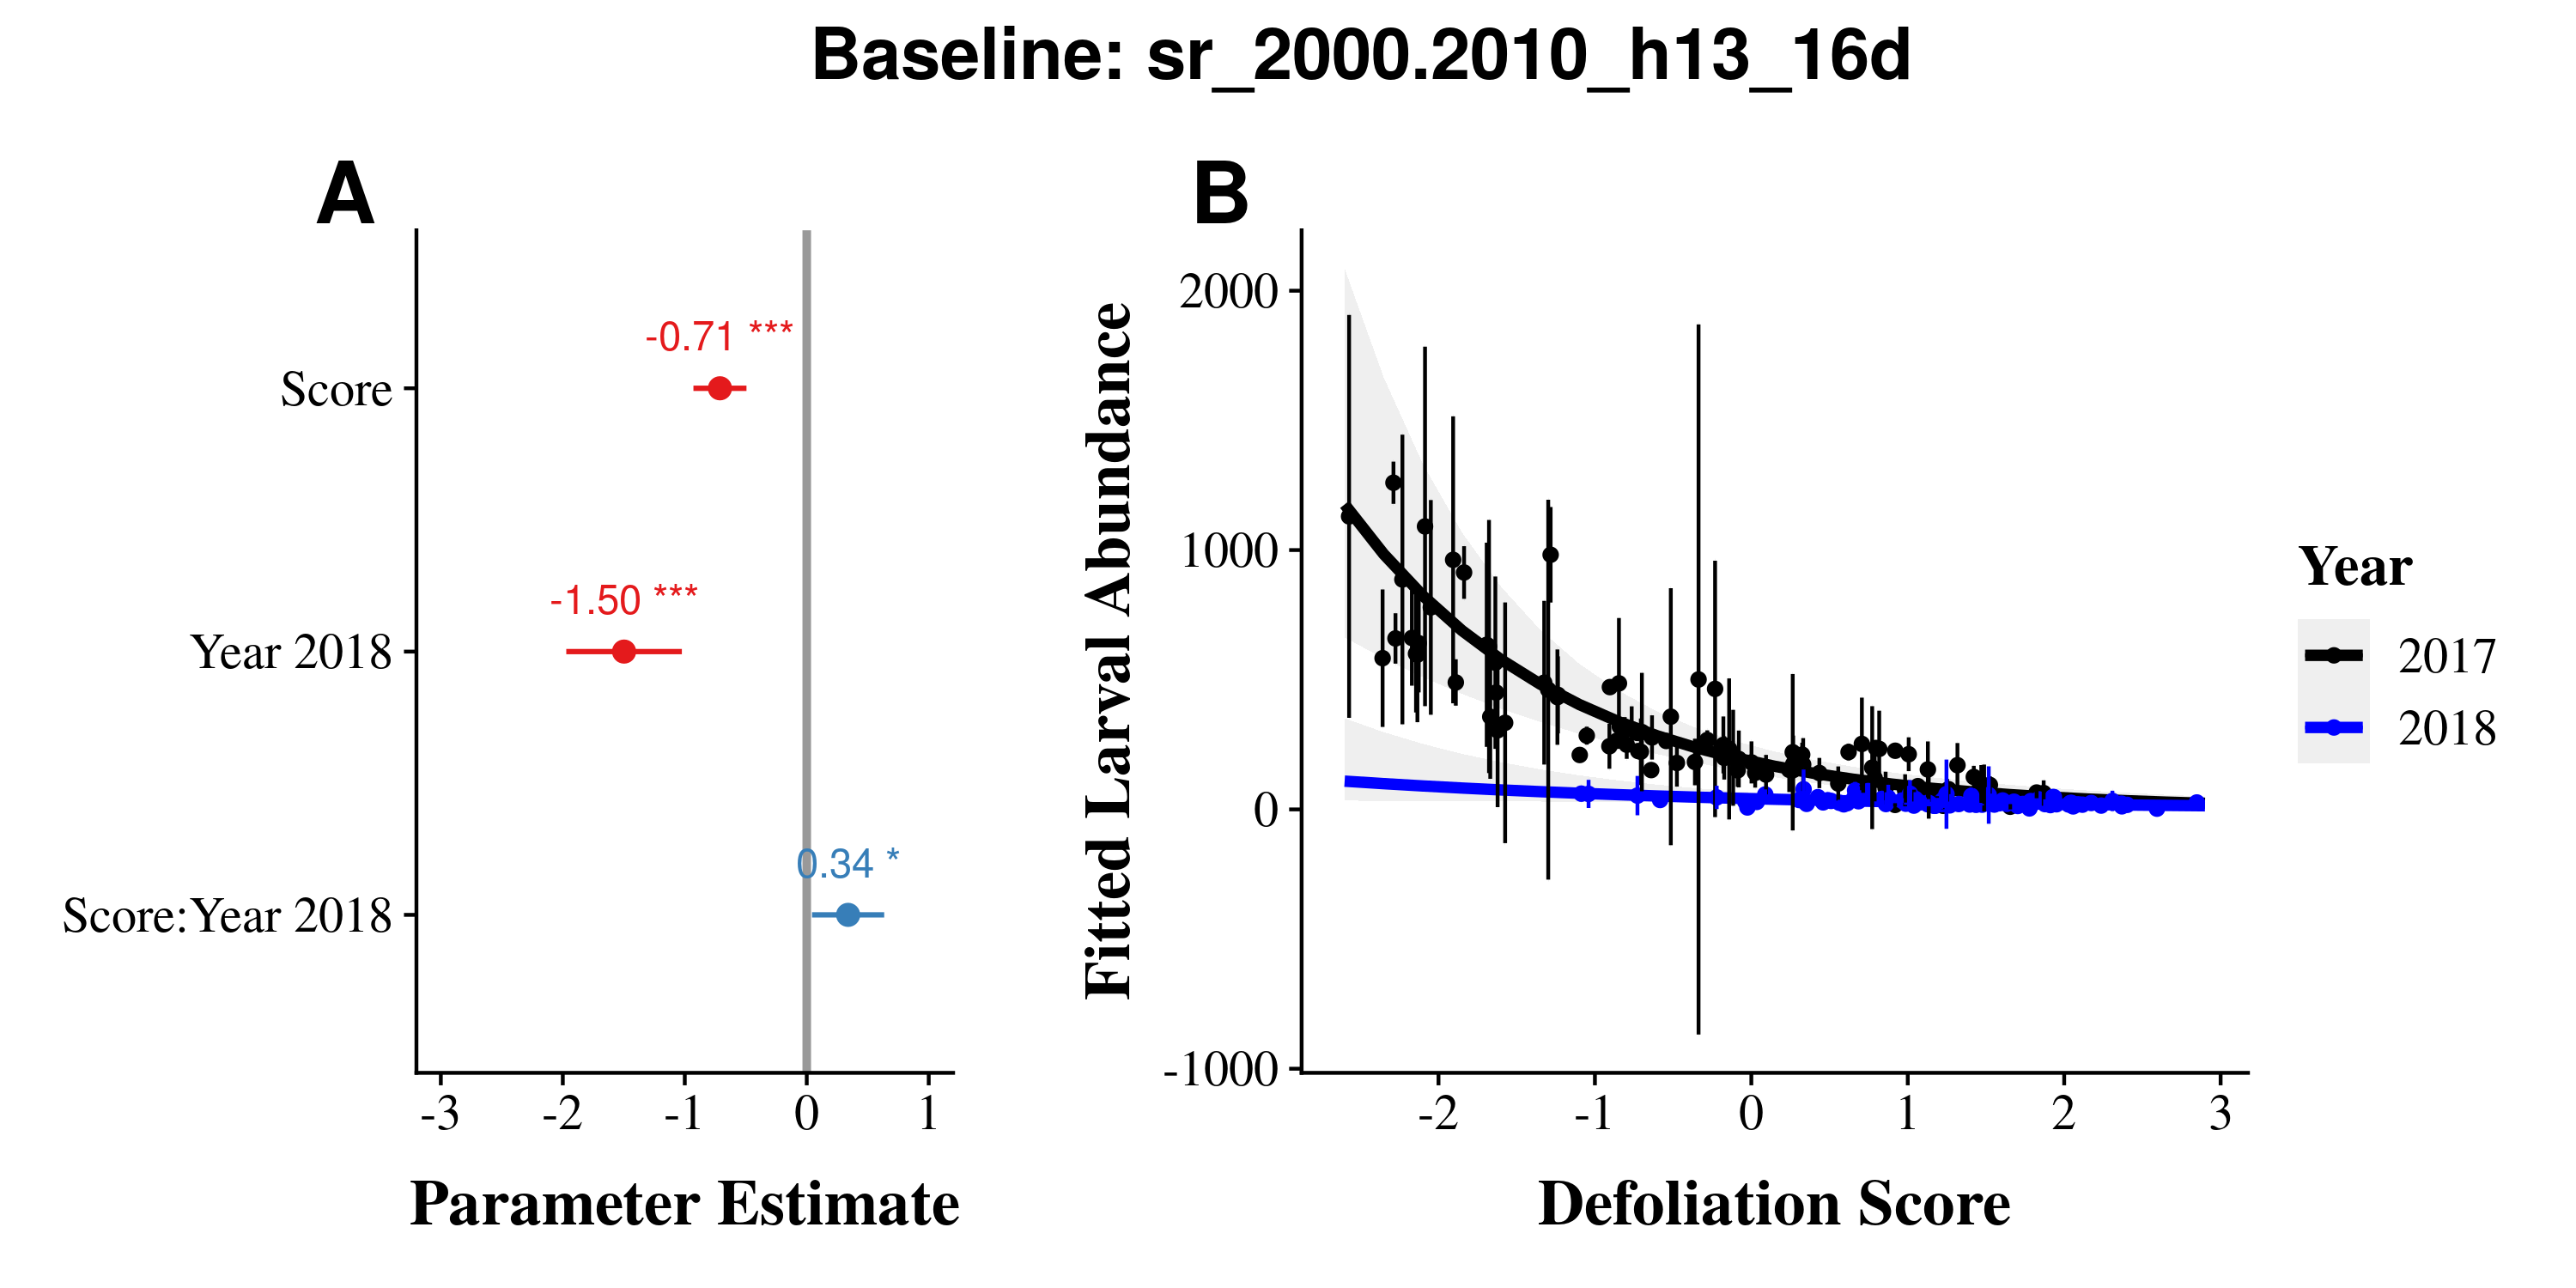 Baseline: sr_2000.2010_h13_16d
A
Score
Year 2018
Score:Year 2018
-0.71 ***
-1.50 ***
0.34 *
-3 -2 -1 0 1
Parameter Estimate
B
Fitted Larval Abundance
2000
1000
0
-1000
-2 -1 0 1 2 3
Defoliation Score
Year
2017
2018